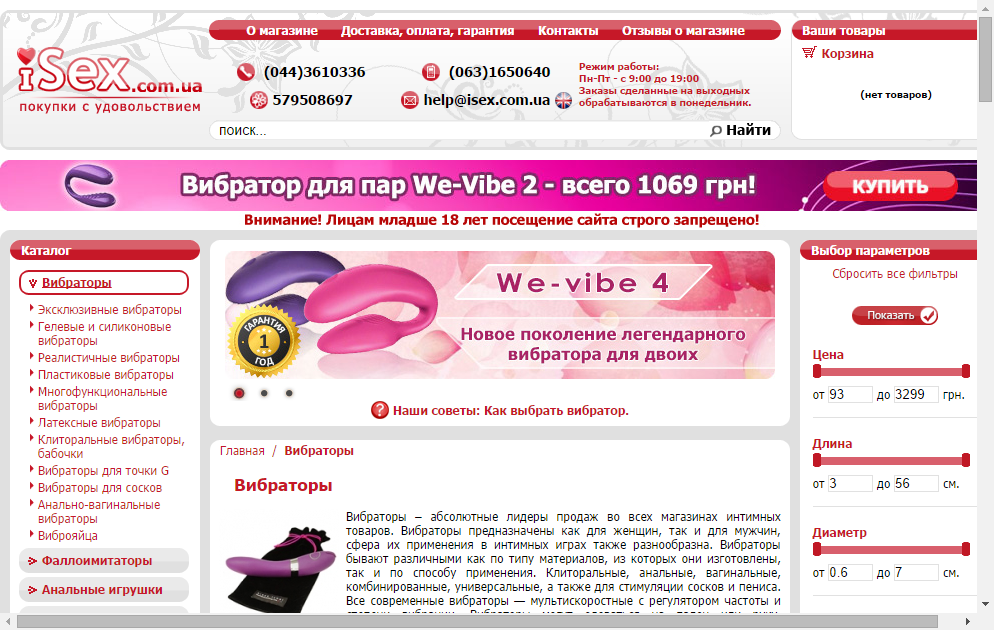 О магазине Доставка, оплата, гарантия Контакты Отзывы о магазине
Ваши товары
iSex.com.ua
покупки с удовольствием
(044)3610336
(063)1650640
579508697
help@isex.com.ua
Режим работы:
Пн-Пт - с 9:00 до 19:00
Заказы сделанные на выходных
обрабатываются в понедельник.
Корзина
(нет товаров)
поиск...
Найти
Вибратор для пар We-Vibe 2 - всего 1069 грн!
КУПИТЬ
Внимание! Лицам младше 18 лет посещение сайта строго запрещено!
Каталог
Вибраторы
Эксклюзивные вибраторы
Гелевые и силиконовые
вибраторы
Реалистичные вибраторы
Пластиковые вибраторы
Многофункциональные
вибраторы
Латексные вибраторы
Клиторальные вибраторы,
бабочки
Вибраторы для точки G
Вибраторы для сосков
Анально-вагинальные
вибраторы
Виброяйца
Фаллоимитаторы
Анальные игрушки
We-vibe 4
Новое поколение легендарного
вибратора для двоих
ГАРАНТИЯ
1
ГОД
Наши советы: Как выбрать вибратор.
Главная / Вибраторы
Вибраторы
Вибраторы – абсолютные лидеры продаж во всех магазинах интимных
товаров. Вибраторы предназначены как для женщин, так и для мужчин,
сфера их применения в интимных играх также разнообразна. Вибраторы
бывают различными как по типу материалов, из которых они изготовлены,
так и по способу применения. Клиторальные, анальные, вагинальные,
комбинированные, универсальные, а также для стимуляции сосков и пениса.
Все современные вибраторы — мультискоростные с регулятором частоты и
Выбор параметров
Сбросить все фильтры
Показать
Цена
от 93 до 3299 грн.
Длина
от 3 до 56 см.
Диаметр
от 0.6 до 7 см.